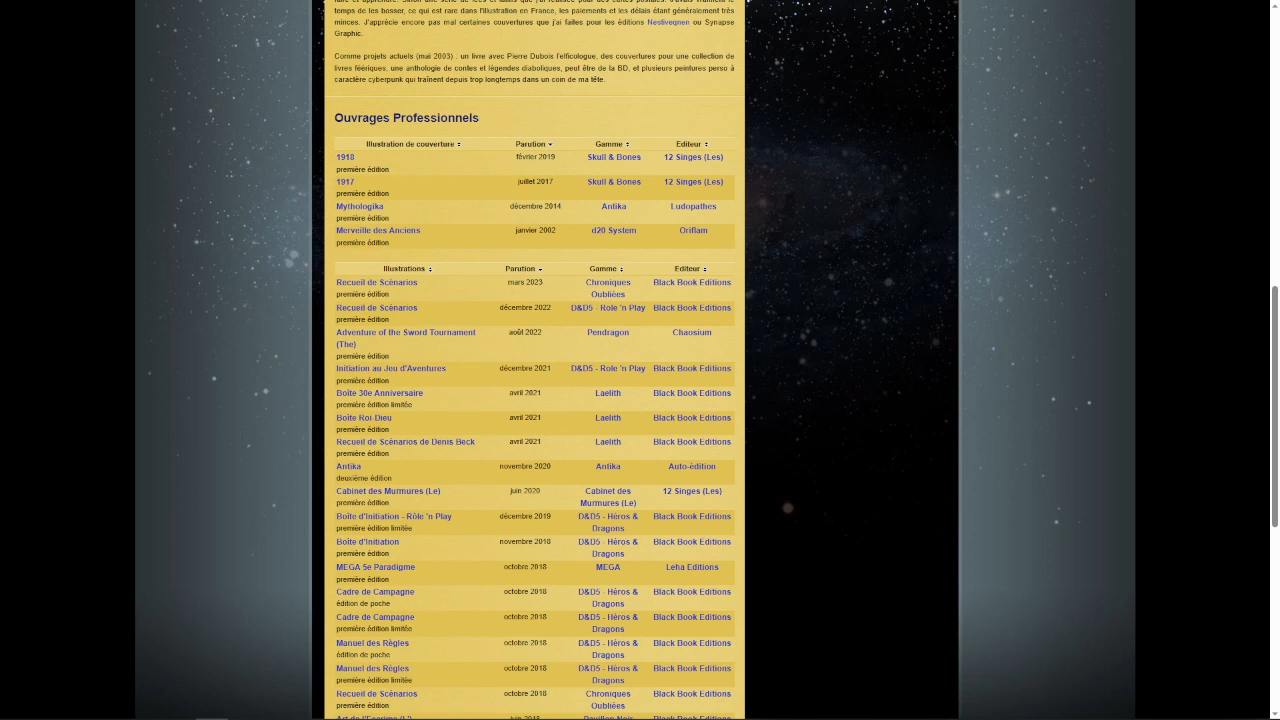 temps de les bosser, ce qui est rare dans l'illustration en France, les paiements et les délais étant généralement très
minces. J'apprécie encore pas mal certaines couvertures que j'ai faites pour les éditions Nestiveqnen ou Synapse
Graphic.
Comme projets actuels (mai 2003) : un livre avec Pierre Dubois l'elficologue, des couvertures pour une collection de
livres féériques, une anthologie de contes et légendes diaboliques, peut être de la BD, et plusieurs peintures perso à
caractère cyberpunk qui traînent depuis trop longtemps dans un coin de ma tête.
Ouvrages Professionnels
Illustration de couverture Parution Gamme Editeur
1918 février 2019 Skull & Bones 12 Singes (Les)
première édition
1917 juillet 2017 Skull & Bones 12 Singes (Les)
première édition
Mythologika décembre 2014 Antika Ludopathes
première édition
Merveille des Anciens janvier 2002 d20 System Oriflam
première édition
Illustrations Parution Gamme Editeur
Recueil de Scénarios mars 2023 Chroniques Black Book Editions
première édition Oubliées
Recueil de Scénarios décembre 2022 D&D5 - Role 'n Play Black Book Editions
première édition
Adventure of the Sword Tournament août 2022 Pendragon Chaosium
(The)
première édition
Initiation au Jeu d'Aventures décembre 2021 D&D5 - Role 'n Play Black Book Editions
première édition
Boîte 30e Anniversaire avril 2021 Laelith Black Book Editions
première édition limitée
Boîte Roi-Dieu avril 2021 Laelith Black Book Editions
première édition
Recueil de Scénarios de Denis Beck avril 2021 Laelith Black Book Editions
première édition
Antika novembre 2020 Antika Auto-édition
deuxième édition
Cabinet des Murmures (Le) juin 2020 Cabinet des 12 Singes (Les)
première édition Murmures (Le)
Boîte d'Initiation - Rôle 'n Play décembre 2019 D&D5 - Héros & Black Book Editions
première édition limitée Dragons
Boîte d'Initiation novembre 2018 D&D5 - Héros & Black Book Editions
première édition Dragons
MEGA 5e Paradigme octobre 2018 MEGA Leha Editions
première édition
Cadre de Campagne octobre 2018 D&D5 - Héros & Black Book Editions
édition de poche Dragons
Cadre de Campagne octobre 2018 D&D5 - Héros & Black Book Editions
première édition limitée Dragons
Manuel des Règles octobre 2018 D&D5 - Héros & Black Book Editions
édition de poche Dragons
Manuel des Règles octobre 2018 D&D5 - Héros & Black Book Editions
première édition limitée Dragons
Recueil de Scénarios octobre 2018 Chroniques Black Book Editions
première édition Oubliées